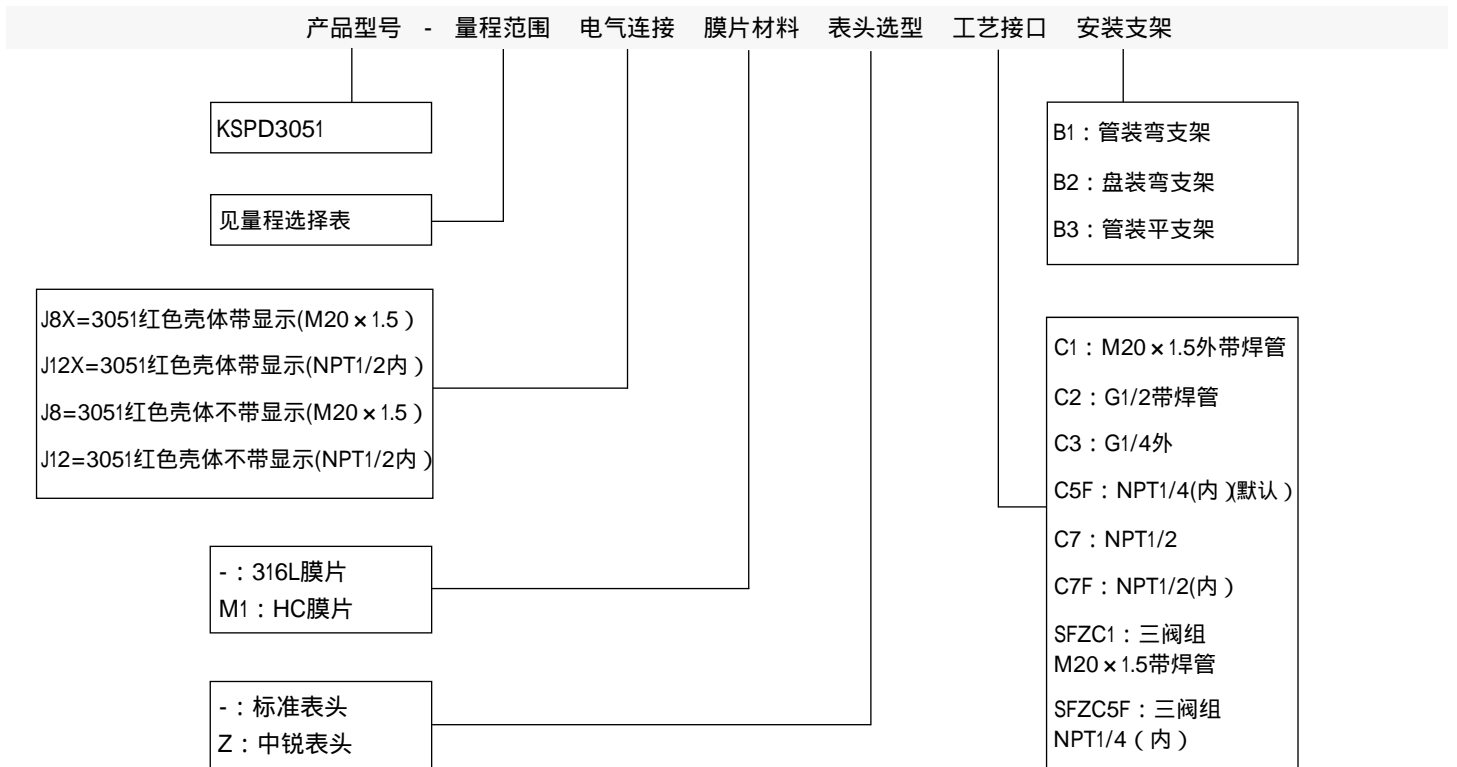 产品型号 - 量程范围 电气连接 膜片材料 表头选型 工艺接口 安装支架
KSPD3051
见量程选择表
J8X=3051红色壳体带显示(M20×1.5）
J12X=3051红色壳体带显示(NPT1/2内）
J8=3051红色壳体不带显示(M20×1.5）
J12=3051红色壳体不带显示(NPT1/2内）
-：316L膜片
M1：HC膜片
-：标准表头
Z：中锐表头
B1：管装弯支架
B2：盘装弯支架
B3：管装平支架
C1：M20×1.5外带焊管
C2：G1/2带焊管
C3：G1/4外
C5F：NPT1/4(内)(默认）
C7：NPT1/2
C7F：NPT1/2(内）
SFZC1：三阀组
M20×1.5带焊管
SFZC5F：三阀组
NPT1/4（内）